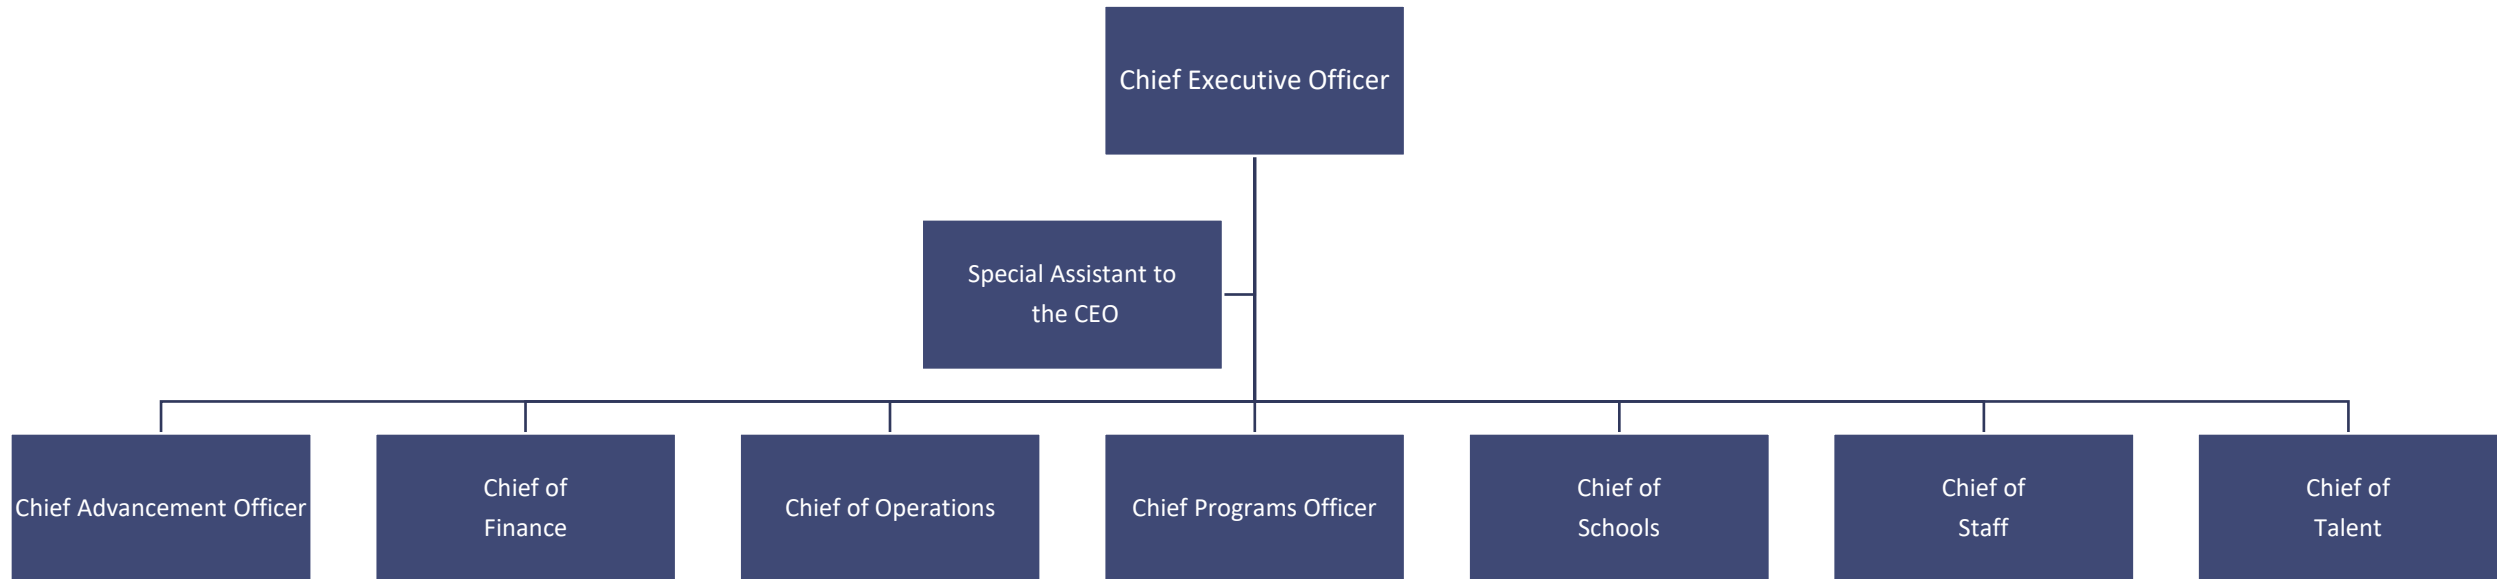 Chief Executive Officer
Special Assistant to
the CEO
Chief Advancement Officer
Chief of
Finance
Chief of Operations
Chief Programs Officer
Chief of
Schools
Chief of
Staff
Chief of
Talent